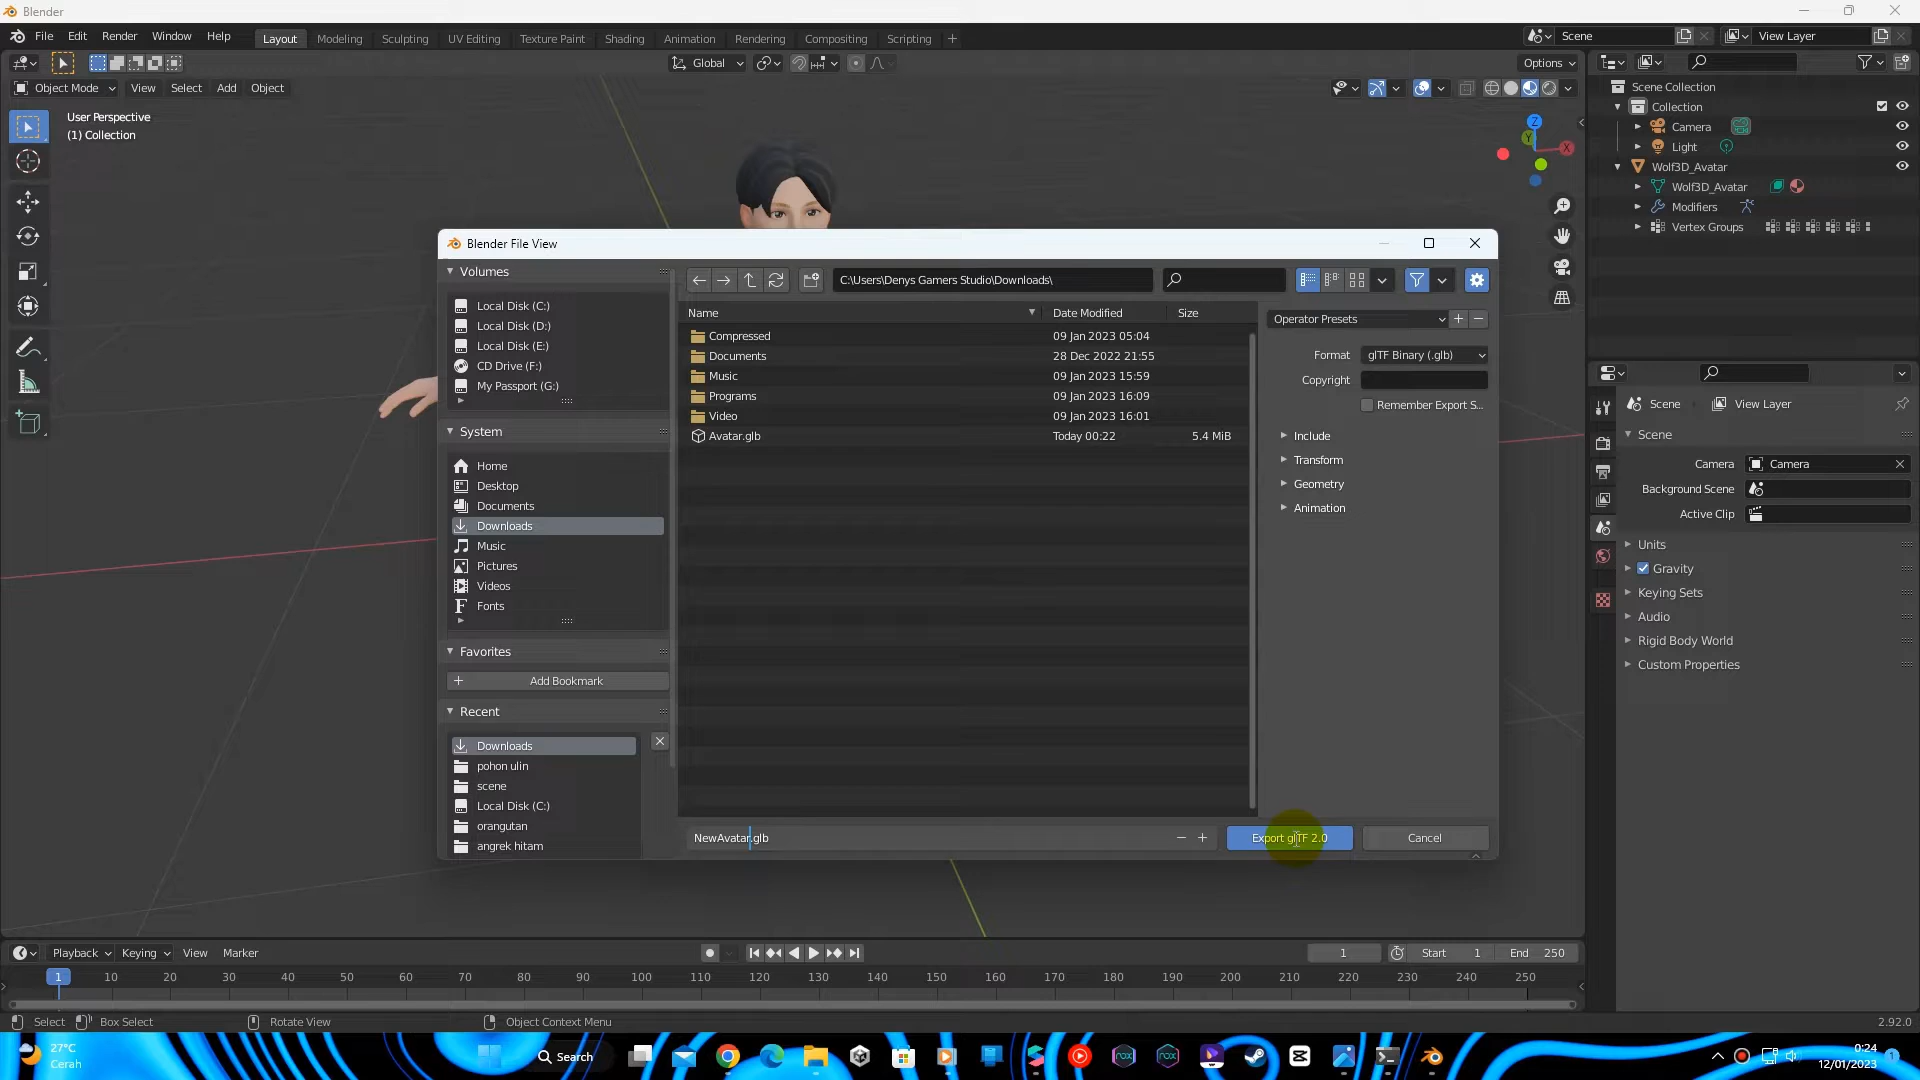 Blender
File Edit Render Window Help
Layout Modeling Sculpting UV Editing Texture Paint Shading Animation Rendering Compositing Scripting +
Scene
View Layer
Global
Options
Object Mode View Select Add Object
User Perspective
(1) Collection
Z
Y
X
Scene Collection
Collection
Camera
Light
Wolf3D_Avatar
Wolf3D_Avatar
Modifiers
Vertex Groups
Blender File View
Volumes
Local Disk (C:)
Local Disk (D:)
Local Disk (E:)
CD Drive (F:)
My Passport (G:)
System
Home
Desktop
Documents
Downloads
Music
Pictures
Videos
Fonts
Favorites
Add Bookmark
Recent
Downloads
pohon ulin
scene
Local Disk (C:)
orangutan
angrek hitam
C:\Users\Denys Gamers Studio\Downloads\
Name Date Modified Size
Compressed 09 Jan 2023 05:04
Documents 28 Dec 2022 21:55
Music 09 Jan 2023 15:59
Programs 09 Jan 2023 16:09
Video 09 Jan 2023 16:01
Avatar.glb Today 00:22 5.4 MiB
Operator Presets
Format glTF Binary (.glb)
Copyright
Remember Export S...
Include
Transform
Geometry
Animation
NewAvatar.glb
Export glTF 2.0
Cancel
Scene View Layer
Scene
Camera Camera
Background Scene
Active Clip
Units
Gravity
Keying Sets
Audio
Rigid Body World
Custom Properties
Playback Keying View Marker
1 Start 1 End 250
1 10 20 30 40 50 60 70 80 90 100 110 120 130 140 150 160 170 180 190 200 210 220 230 240 250
Select Box Select Rotate View Object Context Menu
2.92.0
27°C
Cerah
Search
nox
nox
0:24
12/01/2023
1